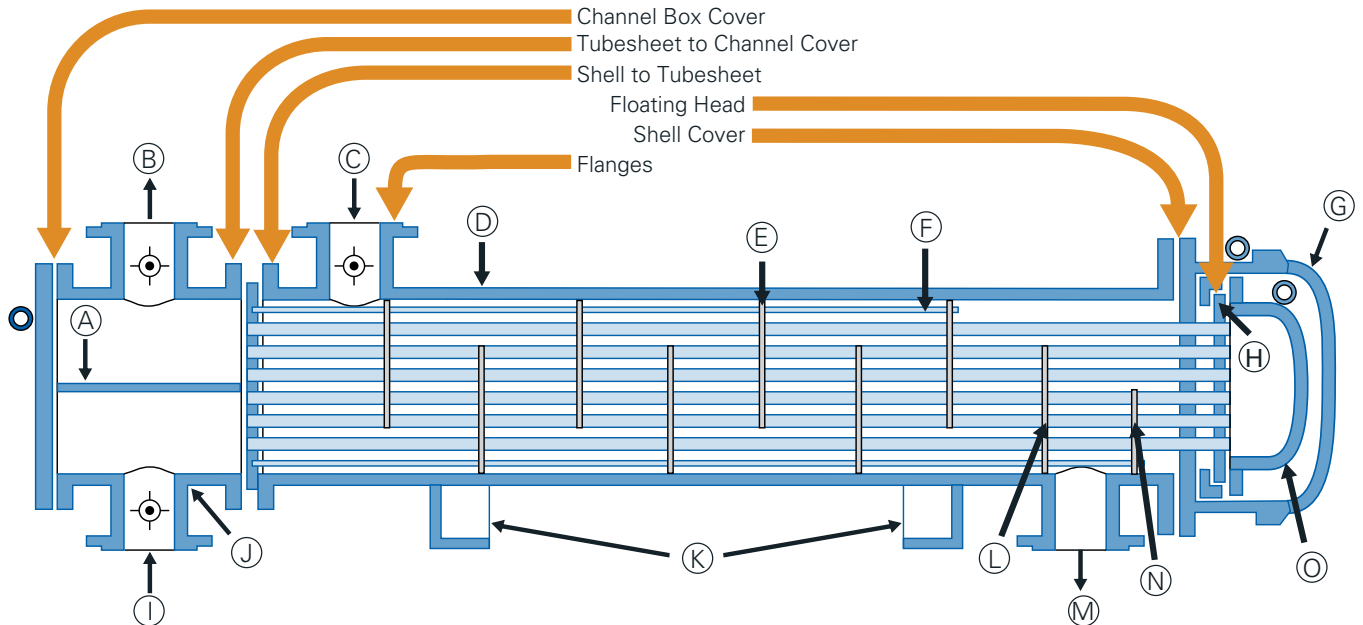 Channel Box Cover
Tubesheet to Channel Cover
Shell to Tubesheet
Floating Head
Shell Cover
Flanges
B
C
D
E
F
G
A
H
J
K
L
N
O
I
M